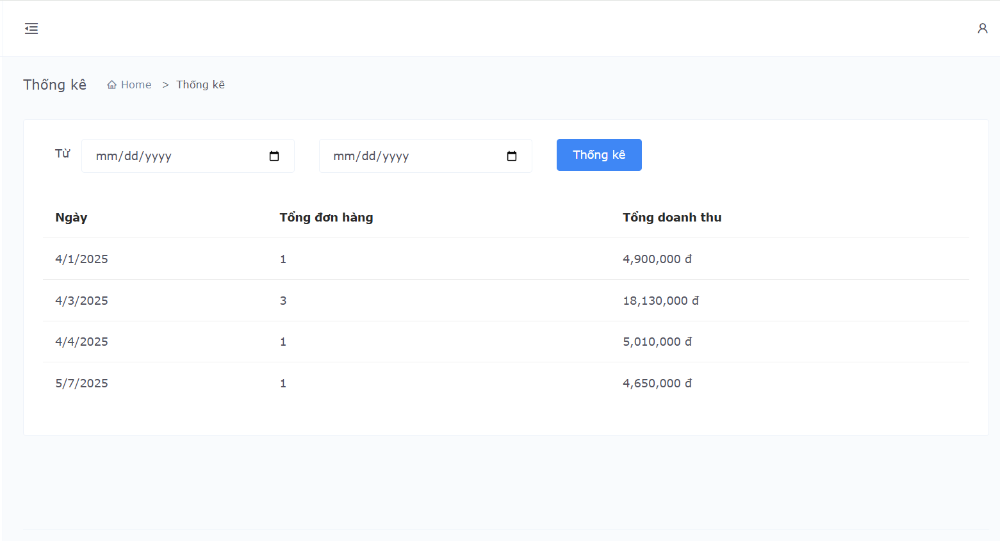 Thống kê Home > Thống kê
Từ mm/dd/yyyy mm/dd/yyyy Thống kê
Ngày Tổng đơn hàng Tổng doanh thu
4/1/2025 1 4,900,000 đ
4/3/2025 3 18,130,000 đ
4/4/2025 1 5,010,000 đ
5/7/2025 1 4,650,000 đ